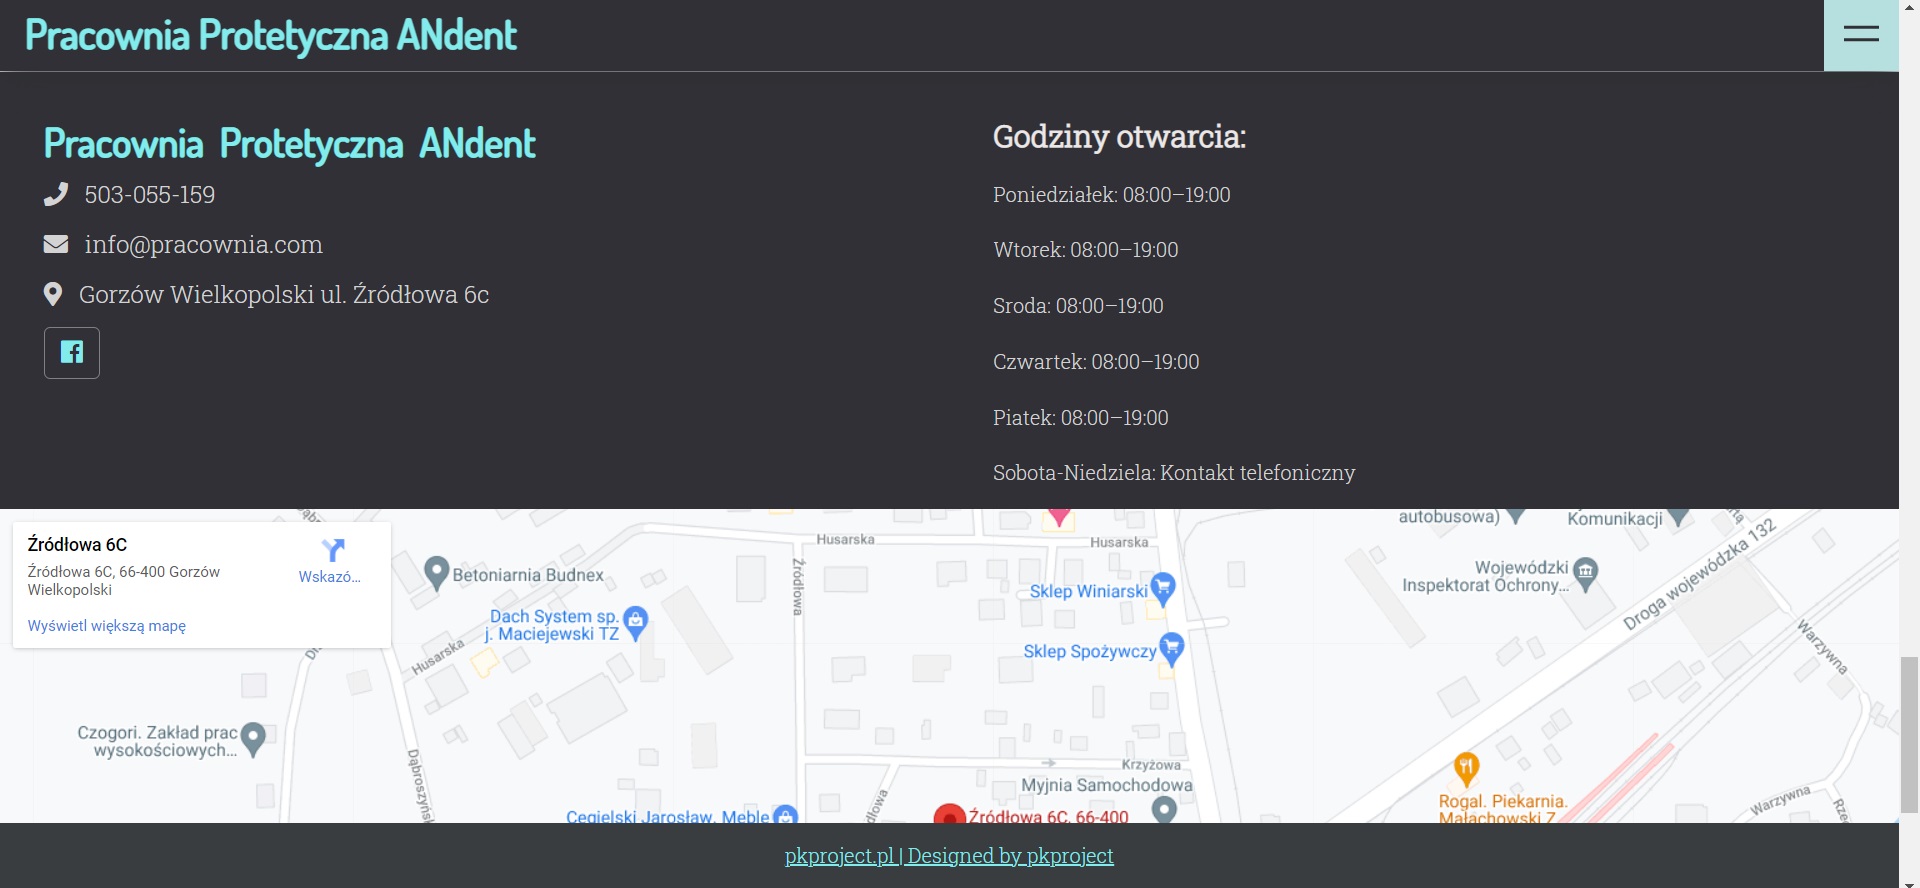 Pracownia Protetyczna ANdent
Pracownia Protetyczna ANdent
503-055-159
info@pracownia.com
Gorzów Wielkopolski ul. Źródłowa 6c
Godziny otwarcia:
Poniedziałek: 08:00–19:00
Wtorek: 08:00–19:00
Sroda: 08:00–19:00
Czwartek: 08:00–19:00
Piatek: 08:00–19:00
Sobota-Niedziela: Kontakt telefoniczny
Źródłowa 6C
Źródłowa 6C, 66-400 Gorzów
Wielkopolski
Wskazó...
Wyświetl większą mapę
Husarska
Husarska
autobusowa)
Komunikacji
Droga wojewódzka 132
Betoniarnia Budnex
Źródłowa
Wojewódzki
Inspektorat Ochrony...
Sklep Winiarski
Dach System sp.
j. Maciejewski TZ
Husarska
Sklep Spożywczy
Warzywna
Czogori. Zakład prac
wysokościowych...
Dąbroszyńsk
Krzyżowa
Myjnia Samochodowa
Rogal. Piekarnia.
Małachowski Z
Warzywna
Rzec
Cegielski Jarosław. Meble
dłowa
Źródłowa 6C, 66-400
pkproject.pl | Designed by pkproject